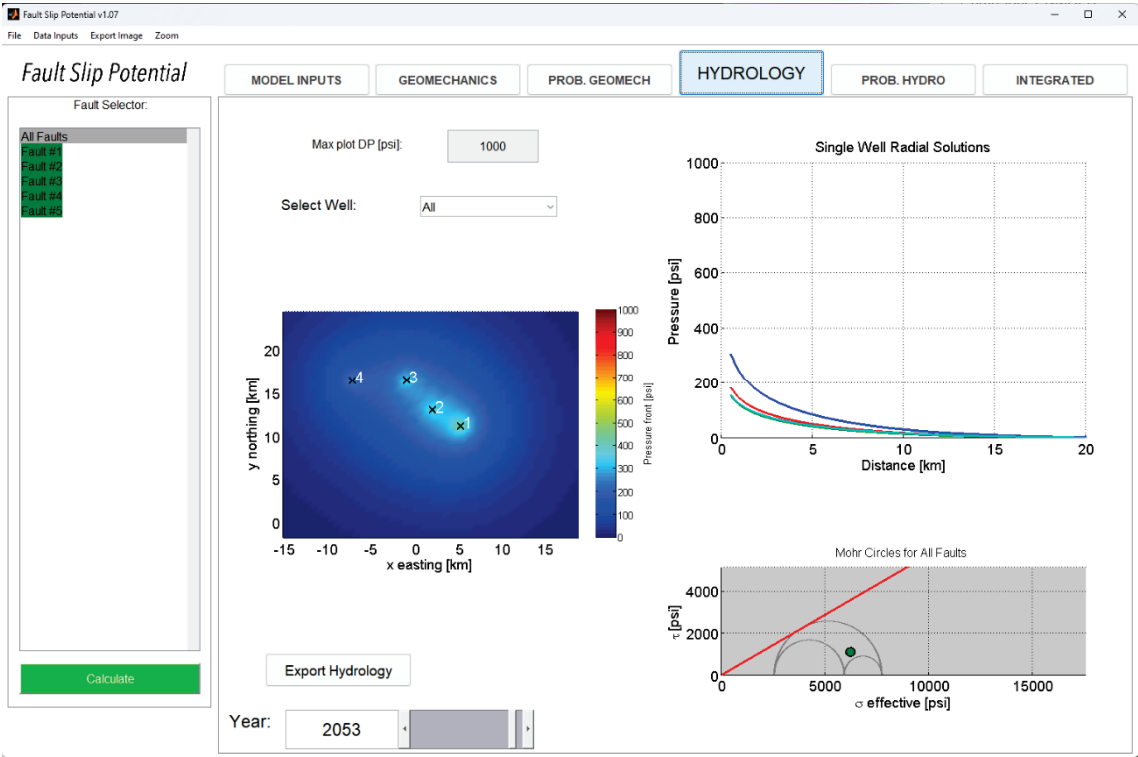 Fault Slip Potential v1.07
File Data Inputs Export Image Zoom
Fault Slip Potential
MODEL INPUTS GEOMECHANICS PROB. GEOMECH HYDROLOGY PROB. HYDRO INTEGRATED
Fault Selector:
All Faults
Fault #1
Fault #2
Fault #3
Fault #4
Fault #5
Calculate
Max plot DP [psi]: 1000
Select Well: All
20
15
10
5
0
y northing [km]
-15 -10 -5 0 5 10 15
x easting [km]
4
3
2
1
1000
900
800
700
600
500
400
300
200
100
0
Pressure front [psi]
Export Hydrology
Year: 2053
Single Well Radial Solutions
1000
800
600
400
200
0
Pressure [psi]
0 5 10 15 20
Distance [km]
Mohr Circles for All Faults
4000
2000
0
τ [psi]
0 5000 10000 15000
σ effective [psi]